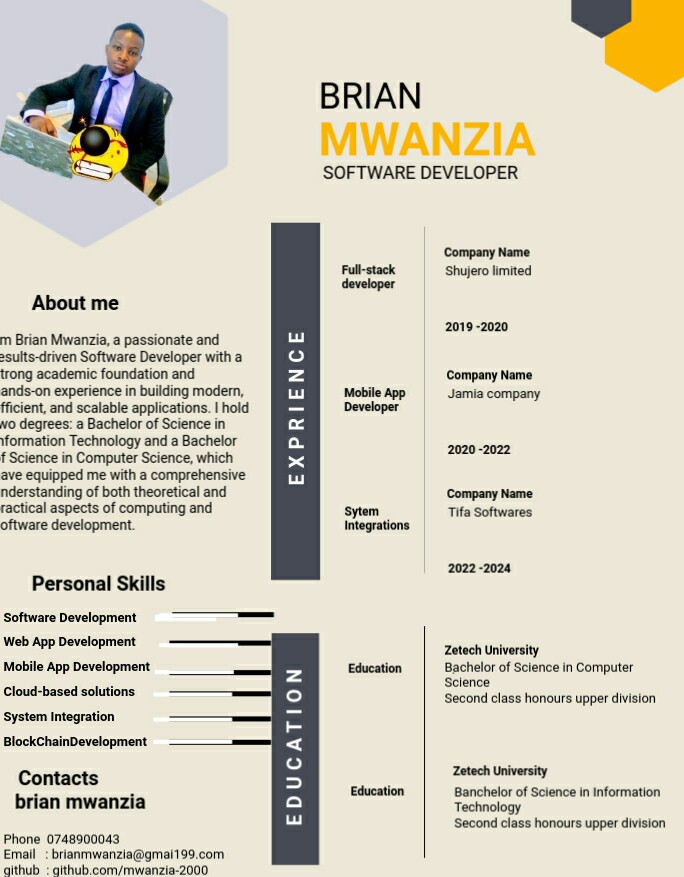 BRIAN
MWANZIA
SOFTWARE DEVELOPER
About me
m Brian Mwanzia, a passionate and
esults-driven Software Developer with a
trong academic foundation and
ands-on experience in building modern,
fficient, and scalable applications. I hold
wo degrees: a Bachelor of Science in
nformation Technology and a Bachelor
of Science in Computer Science, which
ave equipped me with a comprehensive
nderstanding of both theoretical and
ractical aspects of computing and
oftware development.
Personal Skills
Software Development
Web App Development
Mobile App Development
Cloud-based solutions
System Integration
BlockChainDevelopment
Contacts
brian mwanzia
Phone 0748900043
Email : brianmwanzia@gmai199.com
github : github.com/mwanzia-2000
EXPRIENCE
Full-stack
developer
Company Name
Shujero limited
2019 -2020
Mobile App
Developer
Company Name
Jamia company
2020 -2022
Sytem
Integrations
Company Name
Tifa Softwares
2022 -2024
EDUCATION
Education
Zetech University
Bachelor of Science in Computer
Science
Second class honours upper division
Education
Zetech University
Banchelor of Science in Information
Technology
Second class honours upper division